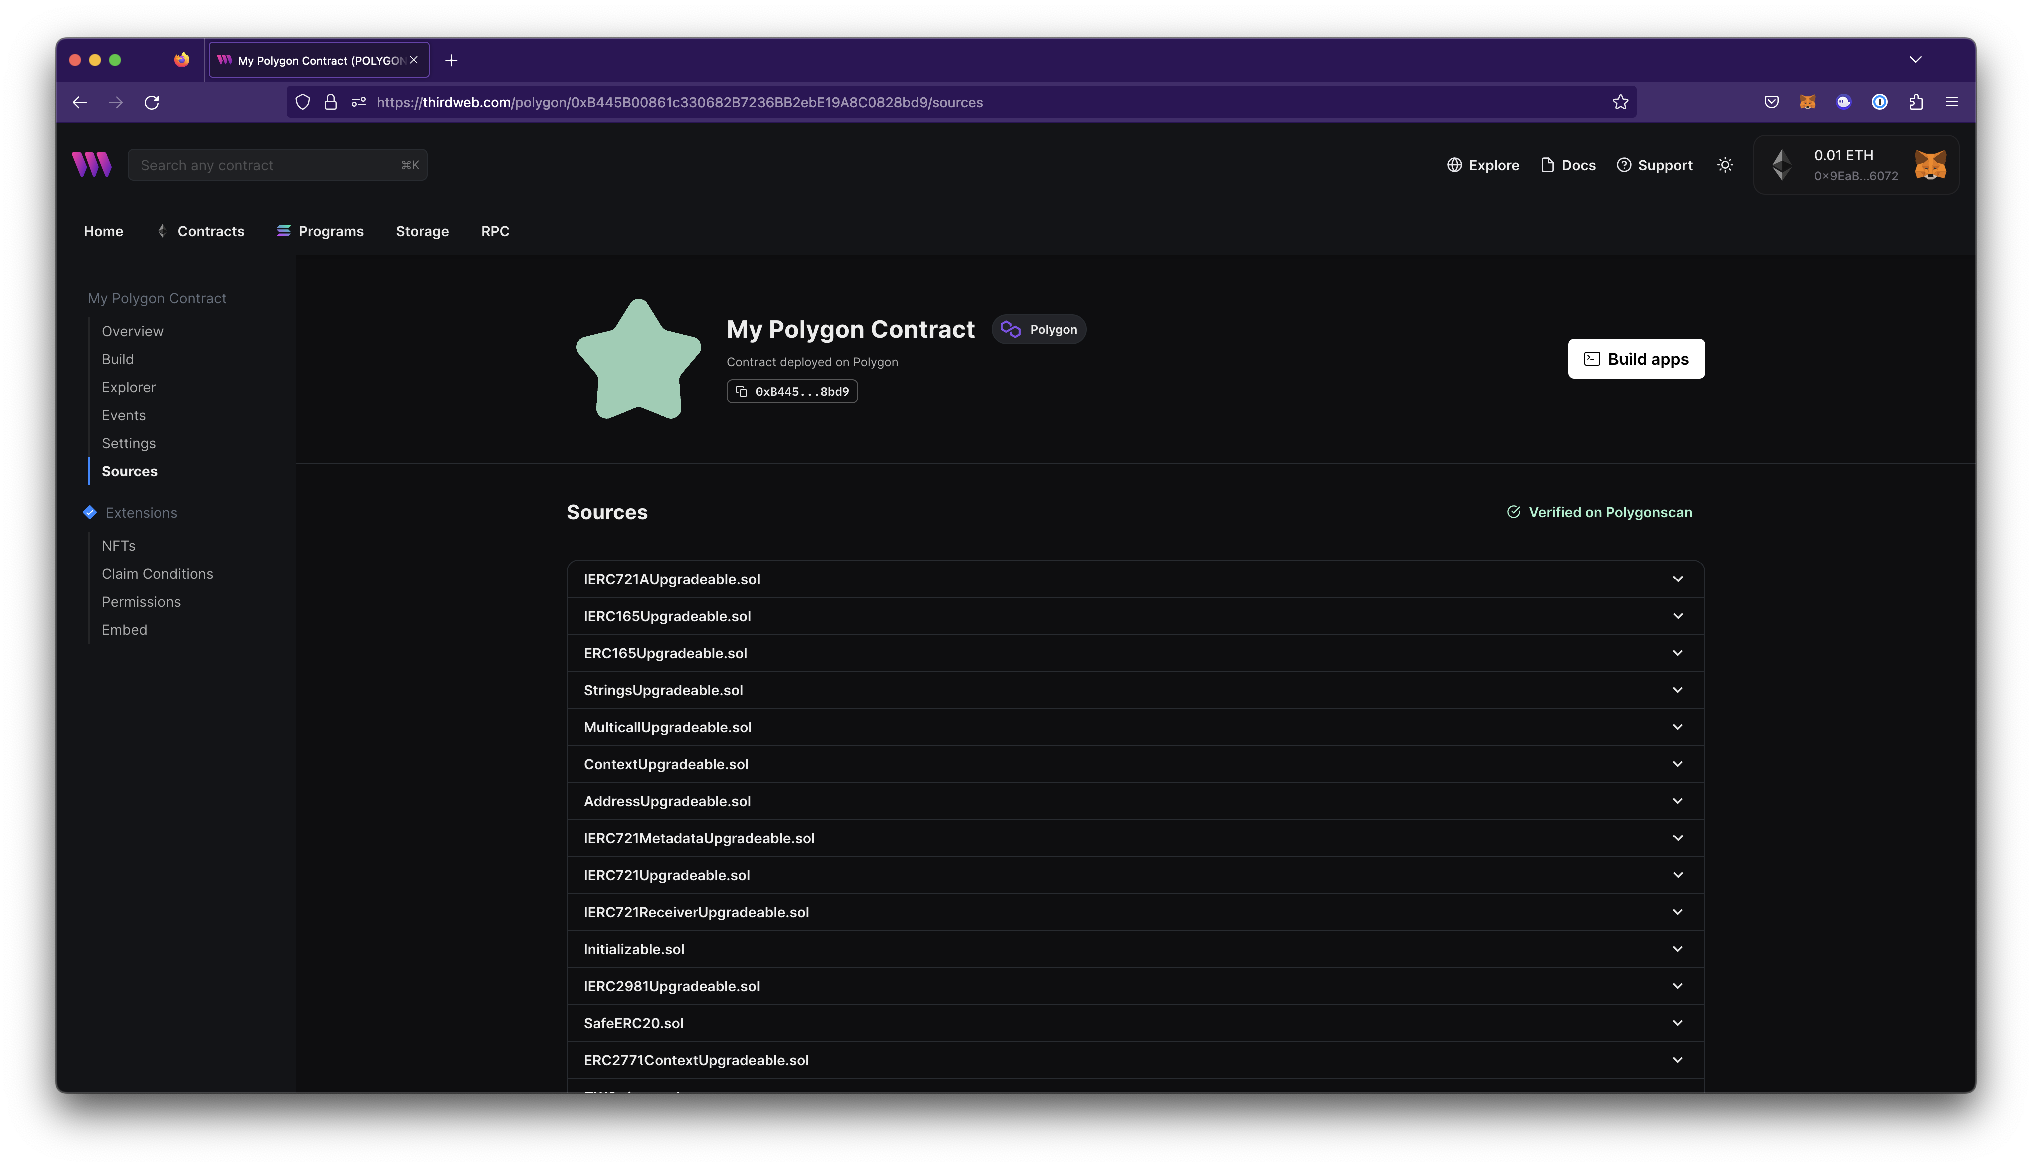 My Polygon Contract (POLYGON
https://thirdweb.com/polygon/0xB445B00861c330682B7236BB2ebE19A8C0828bd9/sources
Search any contract
⌘K
Explore
Docs
Support
0.01 ETH
0x9EaB...6072
Home
Contracts
Programs
Storage
RPC
My Polygon Contract
Overview
Build
Explorer
Events
Settings
Sources
Extensions
NFTs
Claim Conditions
Permissions
Embed
My Polygon Contract
Polygon
Contract deployed on Polygon
0xB445...8bd9
Build apps
Sources
Verified on Polygonscan
IERC721AUpgradeable.sol
IERC165Upgradeable.sol
ERC165Upgradeable.sol
StringsUpgradeable.sol
MulticallUpgradeable.sol
ContextUpgradeable.sol
AddressUpgradeable.sol
IERC721MetadataUpgradeable.sol
IERC721Upgradeable.sol
IERC721ReceiverUpgradeable.sol
Initializable.sol
IERC2981Upgradeable.sol
SafeERC20.sol
ERC2771ContextUpgradeable.sol